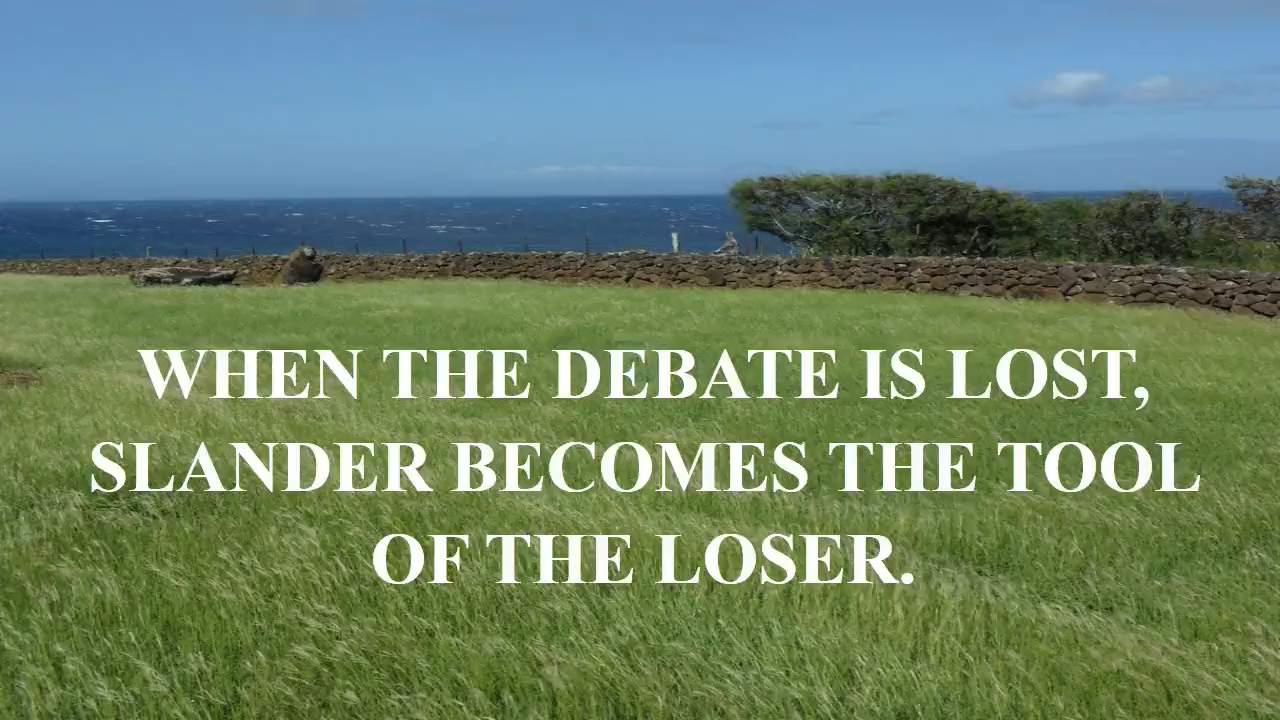 WHEN THE DEBATE IS LOST,
SLANDER BECOMES THE TOOL
OF THE LOSER.